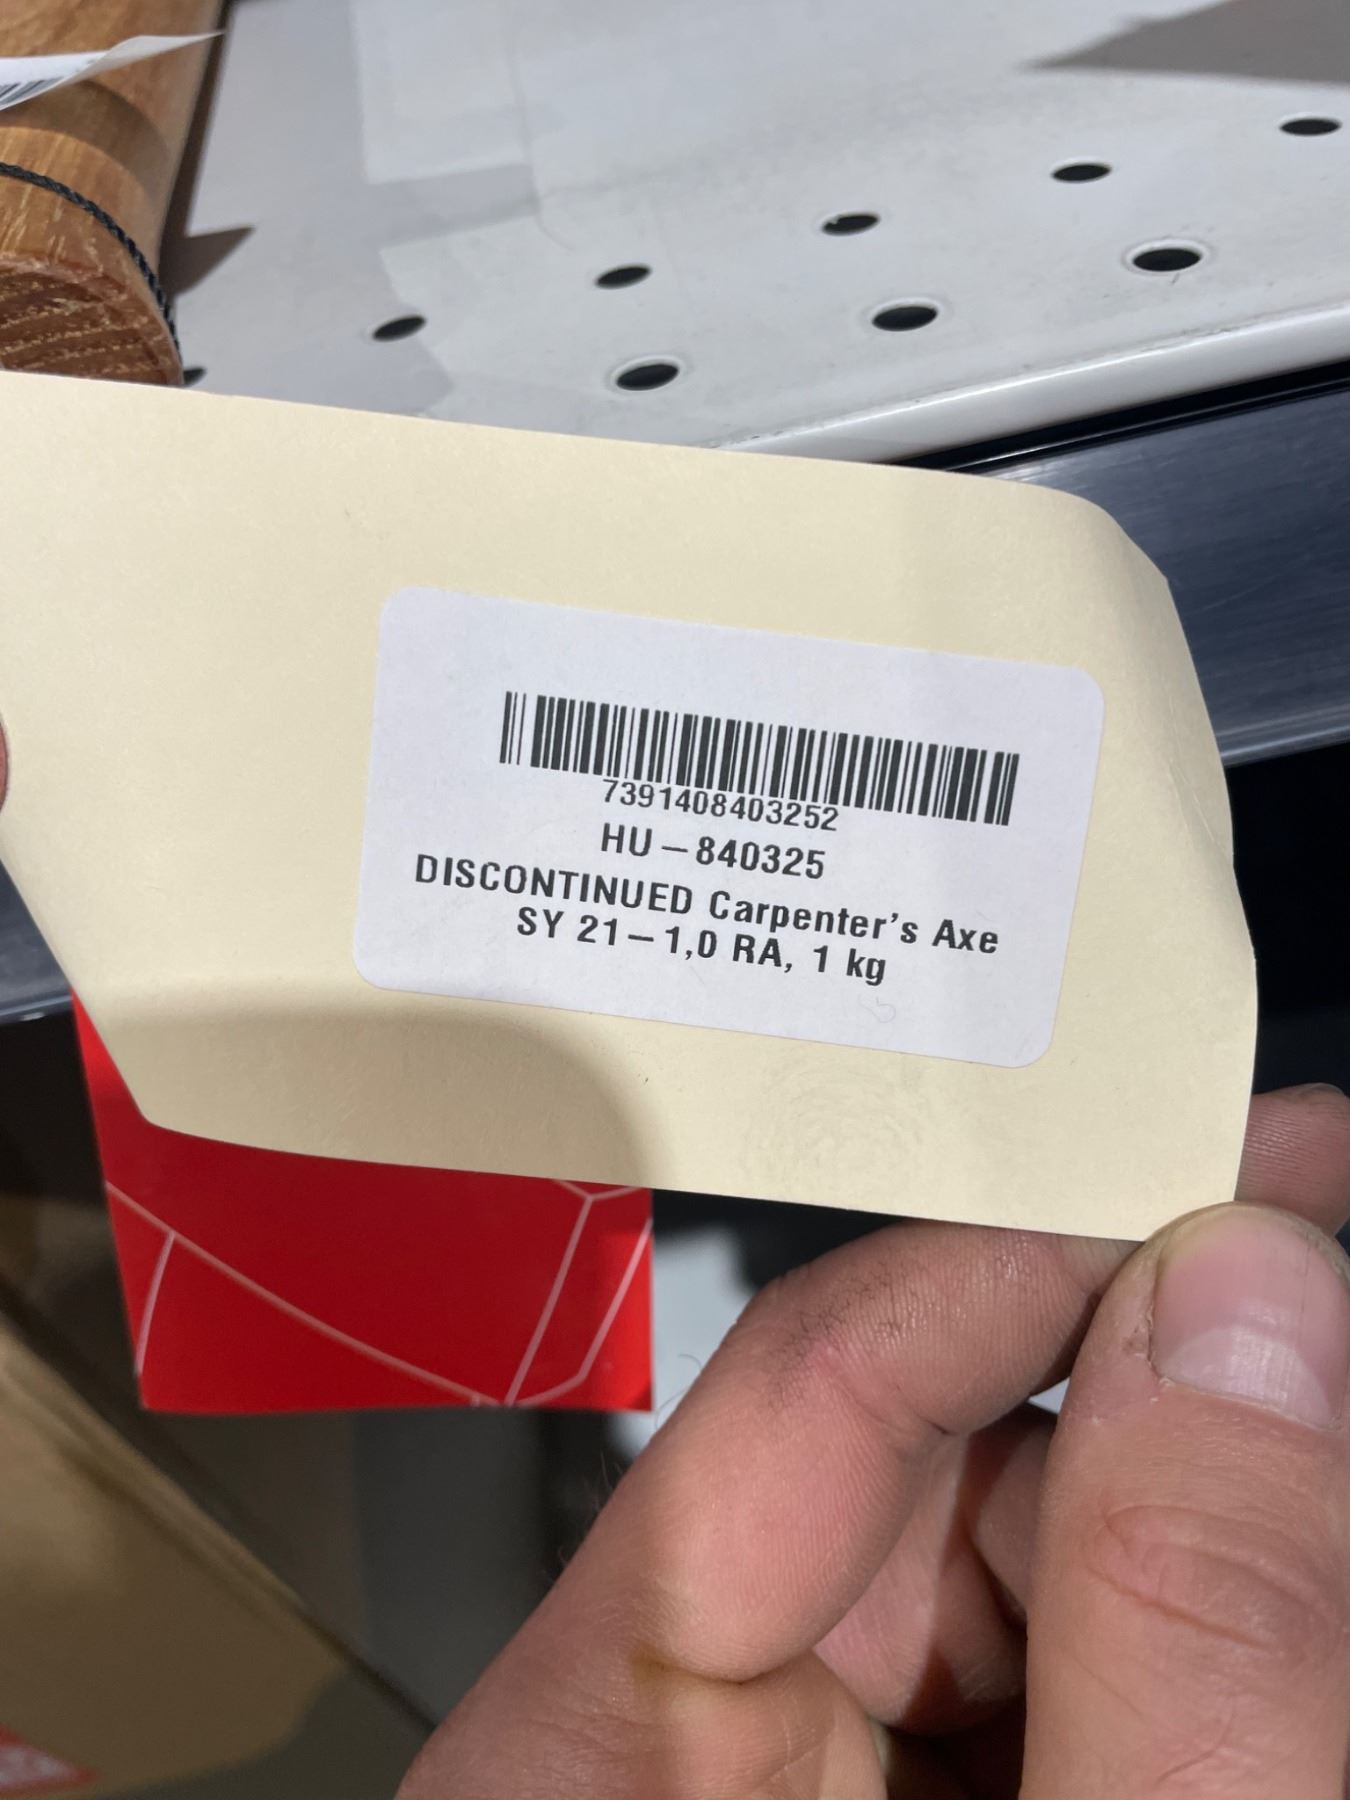 7391408403252
HU-840325
DISCONTINUED Carpenter's Axe
SY 21-1,0 RA, 1 kg